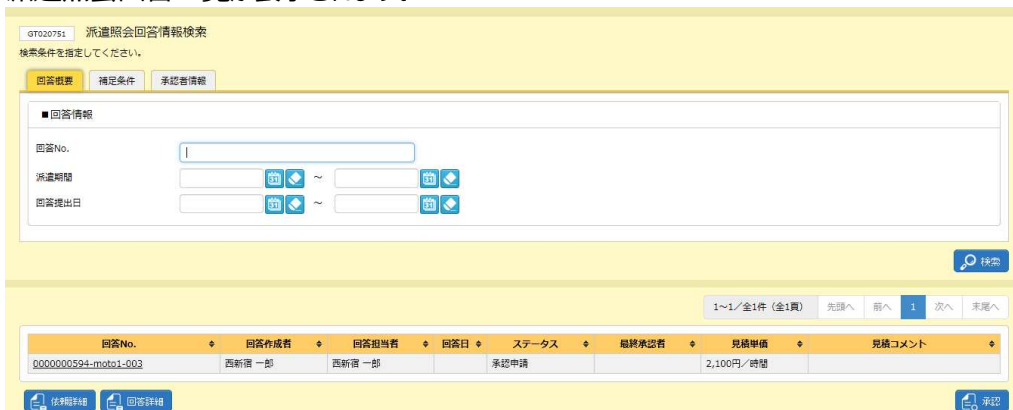 GT020751 派遣照会回答情報検索
検索条件を指定してください。
回答概要 補足条件 承認者情報
■回答情報
回答No.
派遣期間 ～
回答提出日 ～
検索
1～1／全1件（全1頁） 先頭へ 前へ 1 次へ 末尾へ
回答No. 回答作成者 回答担当者 回答日 ステータス 最終承認者 見積単価 見積コメント
0000000594-moto1-003 西新宿 一郎 西新宿 一郎 承認申請 2,100円／時間
依頼詳細 回答詳細 承認